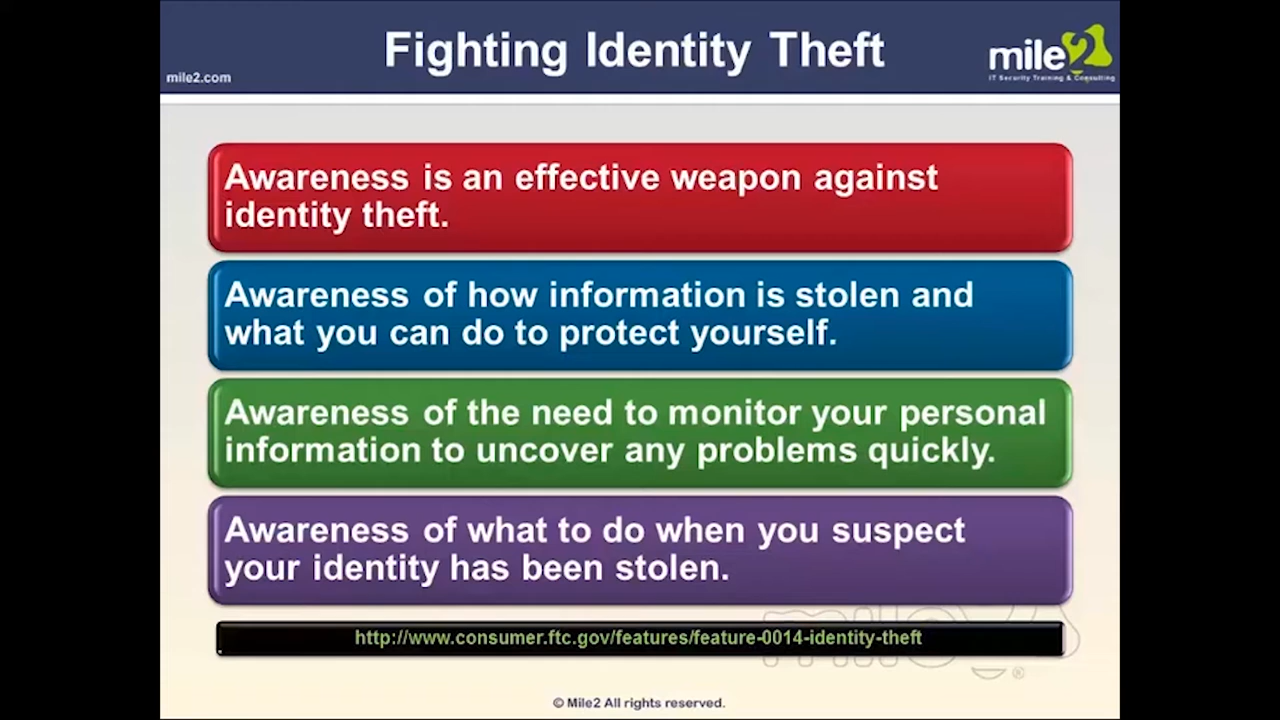 Fighting Identity Theft
mile2.com
mile2
IT Security Training & Consulting
Awareness is an effective weapon against
identity theft.
Awareness of how information is stolen and
what you can do to protect yourself.
Awareness of the need to monitor your personal
information to uncover any problems quickly.
Awareness of what to do when you suspect
your identity has been stolen.
http://www.consumer.ftc.gov/features/feature-0014-identity-theft
mile2
®
© Mile2 All rights reserved.